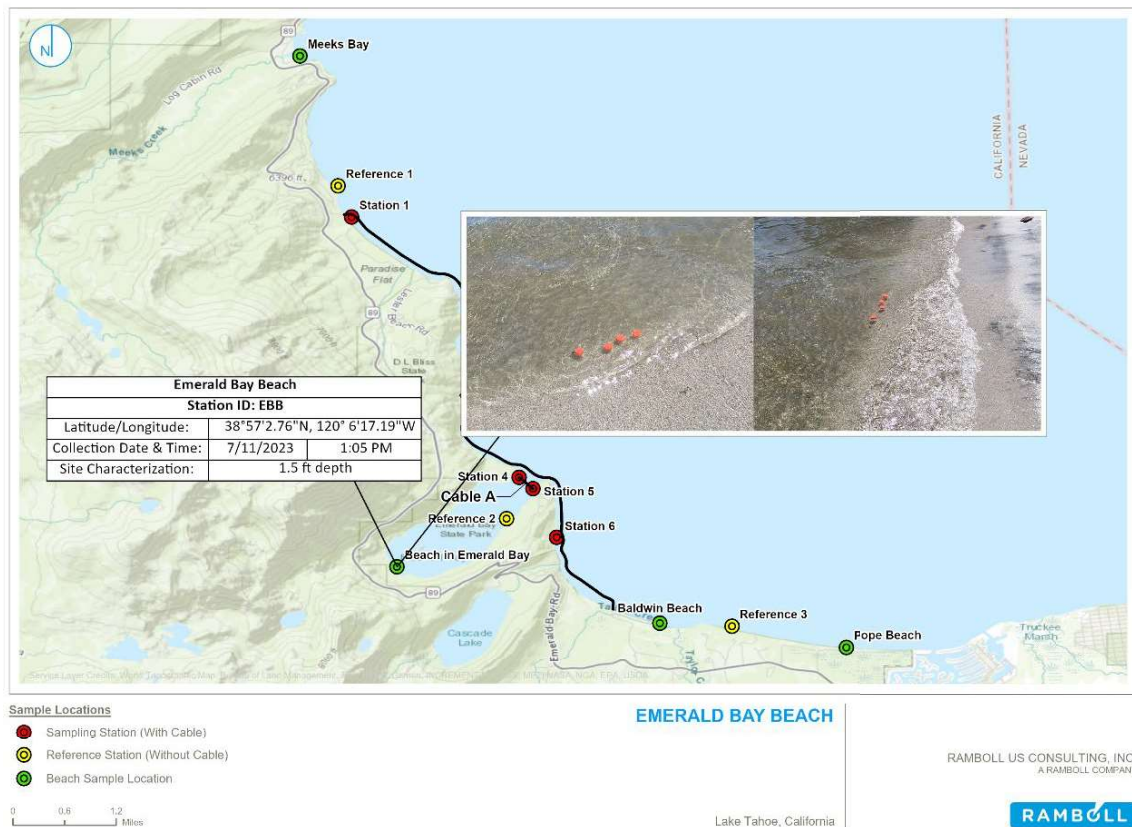 N
89
Meeks Bay
Log Cabin Rd
Meeks Creek
6396 ft
Reference 1
Station 1
CALIFORNIA
NEVADA
Paradise
Flat
89
D.L. Bliss
State
Emerald Bay Beach
Station ID: EBB
Latitude/Longitude: 38°57'2.76"N, 120° 6'17.19"W
Collection Date & Time: 7/11/2023 1:05 PM
Site Characterization: 1.5 ft depth
Station 4
Cable A
Station 5
Reference 2
State Park
Station 6
Beach in Emerald Bay
89
Emerald Bay Rd
Cascade
Lake
Baldwin Beach
Reference 3
Pope Beach
Truckee
Marsh
Sample Locations
Sampling Station (With Cable)
Reference Station (Without Cable)
Beach Sample Location
0 0.6 1.2
Miles
EMERALD BAY BEACH
Lake Tahoe, California
RAMBOLL US CONSULTING, INC
A RAMBOLL COMPAN
RAMBOLL